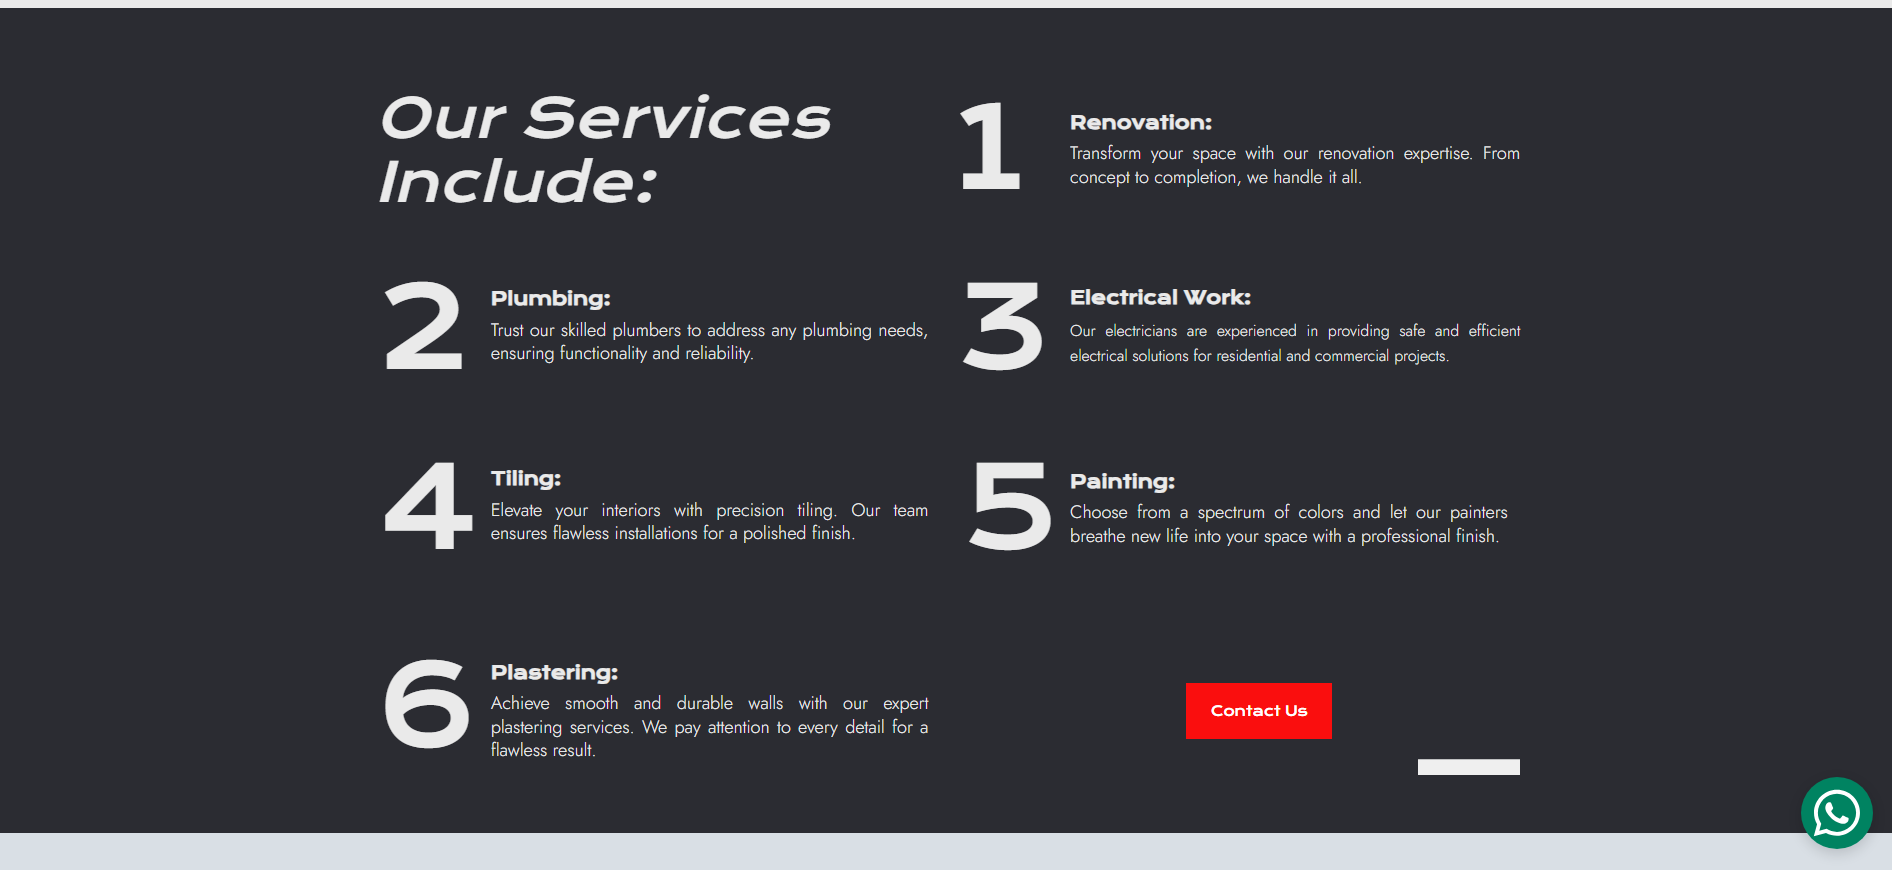 Our Services
Include:
1
Renovation:
Transform your space with our renovation expertise. From
concept to completion, we handle it all.
2
Plumbing:
Trust our skilled plumbers to address any plumbing needs,
ensuring functionality and reliability.
3
Electrical Work:
Our electricians are experienced in providing safe and efficient
electrical solutions for residential and commercial projects.
4
Tiling:
Elevate your interiors with precision tiling. Our team
ensures flawless installations for a polished finish.
5
Painting:
Choose from a spectrum of colors and let our painters
breathe new life into your space with a professional finish.
6
Plastering:
Achieve smooth and durable walls with our expert
plastering services. We pay attention to every detail for a
flawless result.
Contact Us